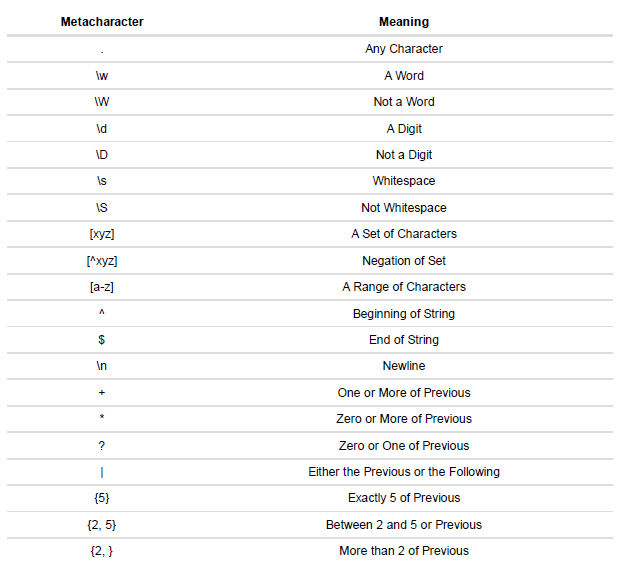 Metacharacter Meaning
. Any Character
\w A Word
\W Not a Word
\d A Digit
\D Not a Digit
\s Whitespace
\S Not Whitespace
[xyz] A Set of Characters
[^xyz] Negation of Set
[a-z] A Range of Characters
^ Beginning of String
$ End of String
\n Newline
+ One or More of Previous
* Zero or More of Previous
? Zero or One of Previous
| Either the Previous or the Following
{5} Exactly 5 of Previous
{2, 5} Between 2 and 5 or Previous
{2, } More than 2 of Previous